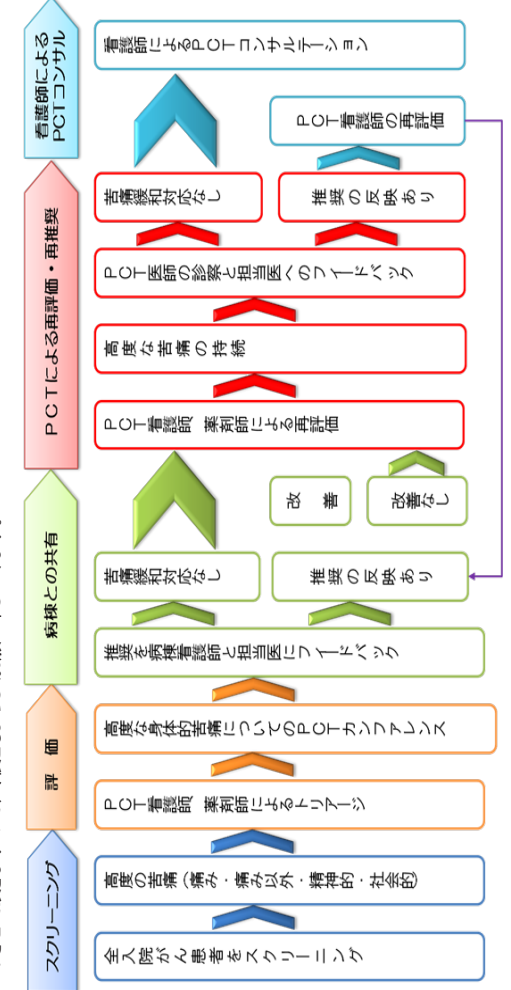 スクリーニング
評　価
病棟との共有
ＰＣＴによる再評価・再推奨
看護師による
PCTコンサル
全入院がん患者をスクリーニング
高度の苦痛（痛み・痛み以外・精神的・社会的）
ＰＣＴ看護師、薬剤師によるトリアージ
高度な身体的苦痛についてのＰＣＴカンファレンス
推奨を病棟看護師と担当医にフィードバック
苦痛緩和対応なし
推奨の反映あり
改　善
改善なし
ＰＣＴ看護師、薬剤師による再評価
高度な苦痛の持続
ＰＣＴ医師の診察と担当医へのフィードバック
苦痛緩和対応なし
推奨の反映あり
ＰＣＴ看護師の再評価
看護師によるＰＣＴコンサルテーション